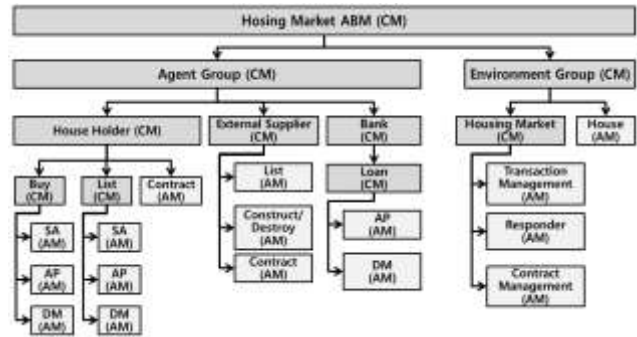 Hosing Market ABM (CM)
Agent Group (CM)
Environment Group (CM)
House Holder (CM)
External Supplier
(CM)
Bank
(CM)
Housing Market
(CM)
House
(AM)
Buy
(CM)
List
(CM)
Contract
(AM)
List
(AM)
Loan
(CM)
Transaction
Management
(AM)
SA
(AM)
SA
(AM)
Construct/
Destroy
(AM)
AP
(AM)
Responder
(AM)
AP
(AM)
AP
(AM)
Contract
(AM)
DM
(AM)
Contract
Management
(AM)
DM
(AM)
DM
(AM)